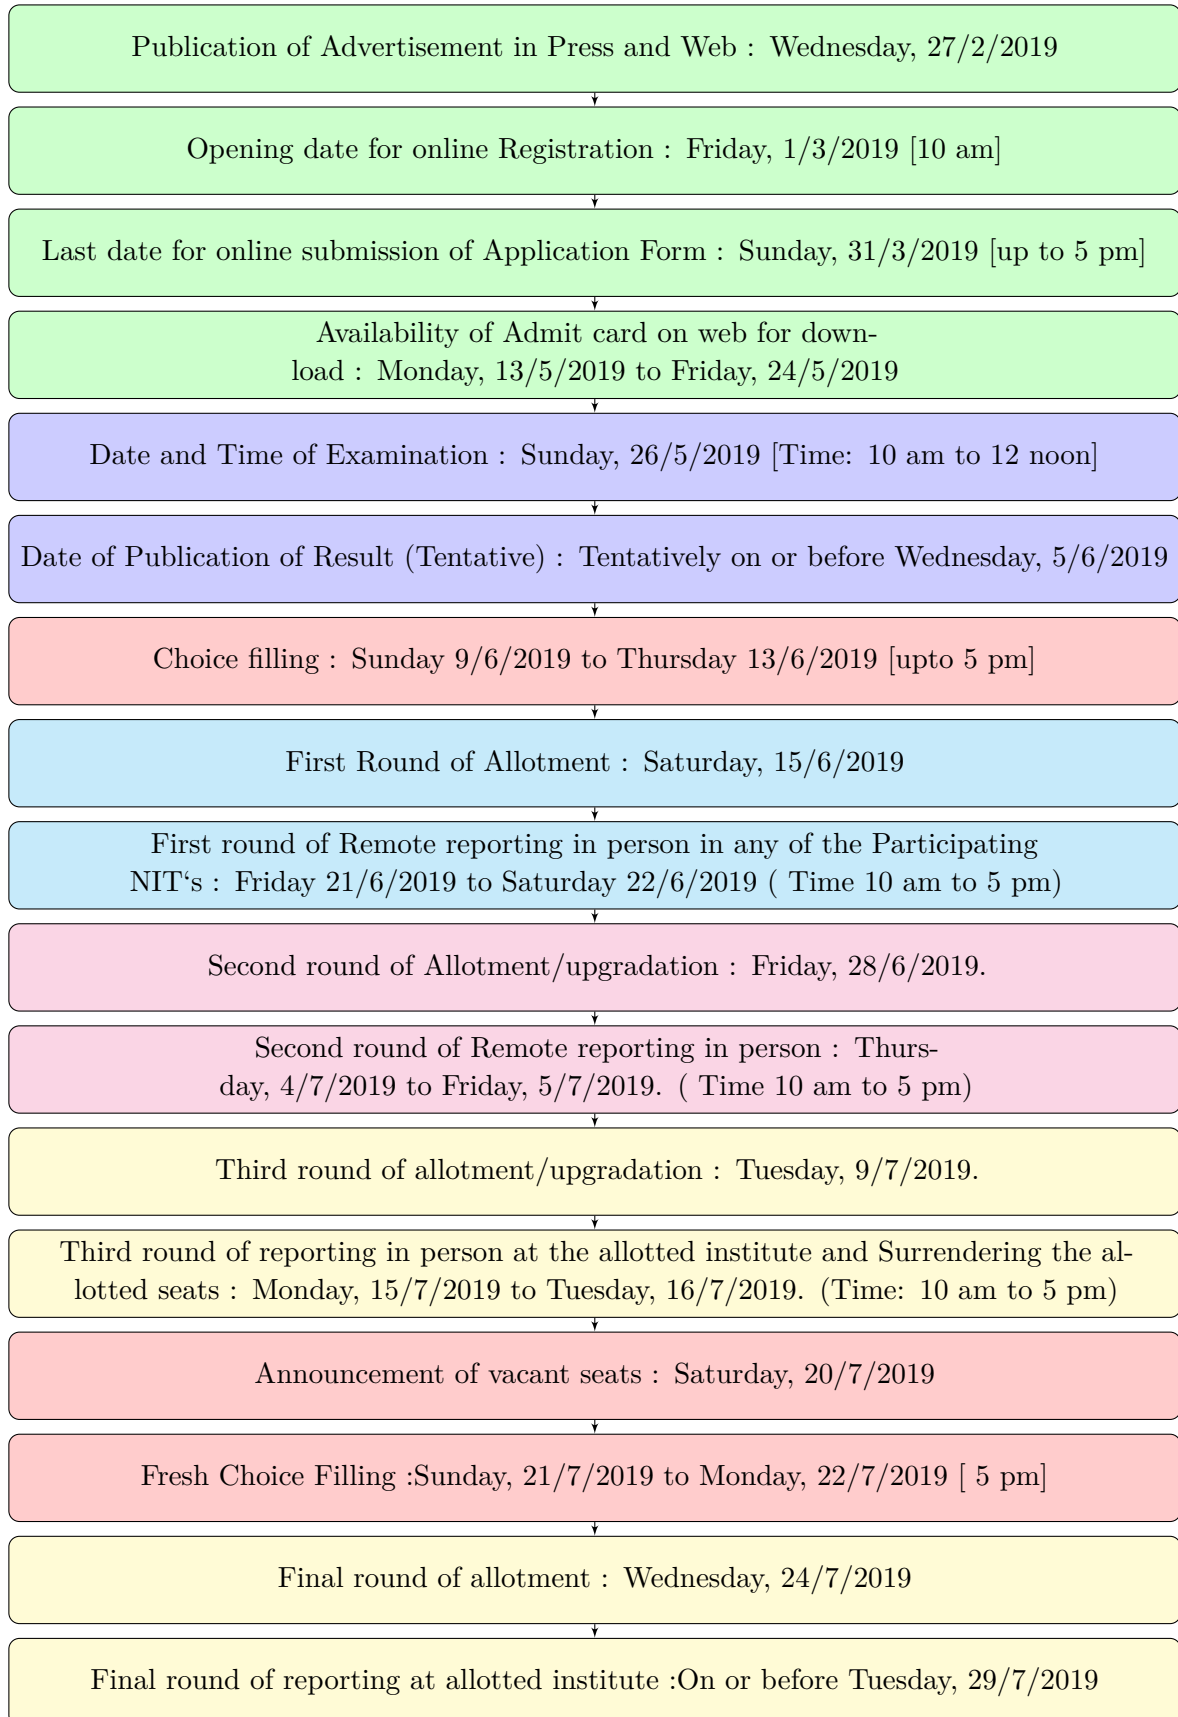 Publication of Advertisement in Press and Web : Wednesday, 27/2/2019
Opening date for online Registration : Friday, 1/3/2019 [10 am]
Last date for online submission of Application Form : Sunday, 31/3/2019 [up to 5 pm]
Availability of Admit card on web for down-
load : Monday, 13/5/2019 to Friday, 24/5/2019
Date and Time of Examination : Sunday, 26/5/2019 [Time: 10 am to 12 noon]
Date of Publication of Result (Tentative) : Tentatively on or before Wednesday, 5/6/2019
Choice filling : Sunday 9/6/2019 to Thursday 13/6/2019 [upto 5 pm]
First Round of Allotment : Saturday, 15/6/2019
First round of Remote reporting in person in any of the Participating
NIT‘s : Friday 21/6/2019 to Saturday 22/6/2019 ( Time 10 am to 5 pm)
Second round of Allotment/upgradation : Friday, 28/6/2019.
Second round of Remote reporting in person : Thurs-
day, 4/7/2019 to Friday, 5/7/2019. ( Time 10 am to 5 pm)
Third round of allotment/upgradation : Tuesday, 9/7/2019.
Third round of reporting in person at the allotted institute and Surrendering the al-
lotted seats : Monday, 15/7/2019 to Tuesday, 16/7/2019. (Time: 10 am to 5 pm)
Announcement of vacant seats : Saturday, 20/7/2019
Fresh Choice Filling :Sunday, 21/7/2019 to Monday, 22/7/2019 [ 5 pm]
Final round of allotment : Wednesday, 24/7/2019
Final round of reporting at allotted institute :On or before Tuesday, 29/7/2019